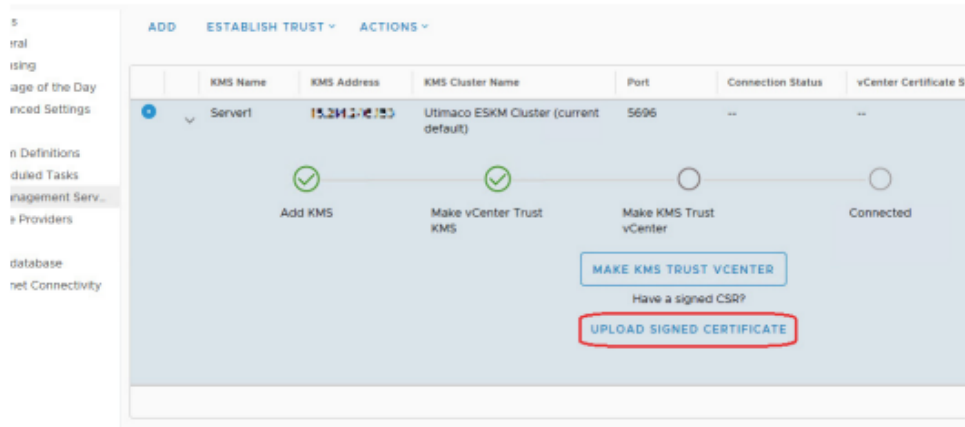 s
ADD ESTABLISH TRUST ACTIONS
eral
ising
age of the Day
KMS Name KMS Address KMS Cluster Name Port Connection Status vCenter Certificate S
anced Settings
Server1 Utimaco ESKM Cluster (current 5696 -- --
default)
n Definitions
duled Tasks
anagement Serv...
e Providers
Add KMS Make vCenter Trust Make KMS Trust Connected
KMS vCenter
database
net Connectivity
MAKE KMS TRUST VCENTER
Have a signed CSR?
UPLOAD SIGNED CERTIFICATE